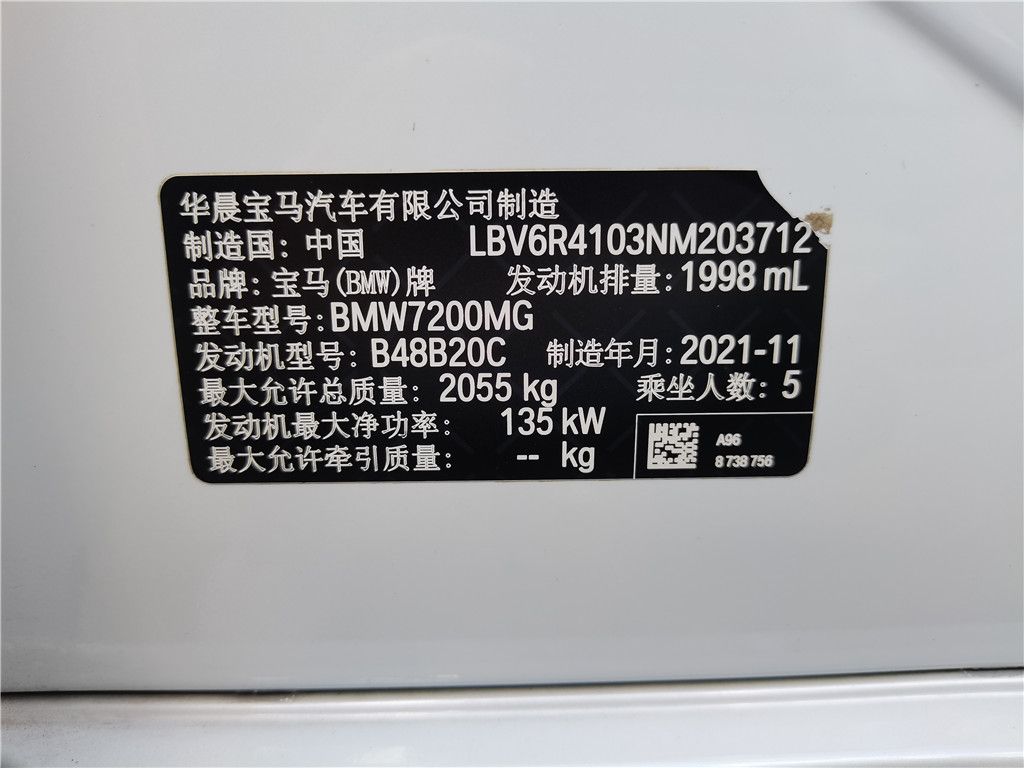 华晨宝马汽车有限公司制造
制造国: 中国 LBV6R4103NM203712
品牌: 宝马(BMW)牌 发动机排量: 1998 mL
整车型号: BMW7200MG
发动机型号: B48B20C 制造年月: 2021-11
最大允许总质量: 2055 kg 乘坐人数: 5
发动机最大净功率: 135 kW
最大允许牵引质量: -- kg
A96
8 738 756